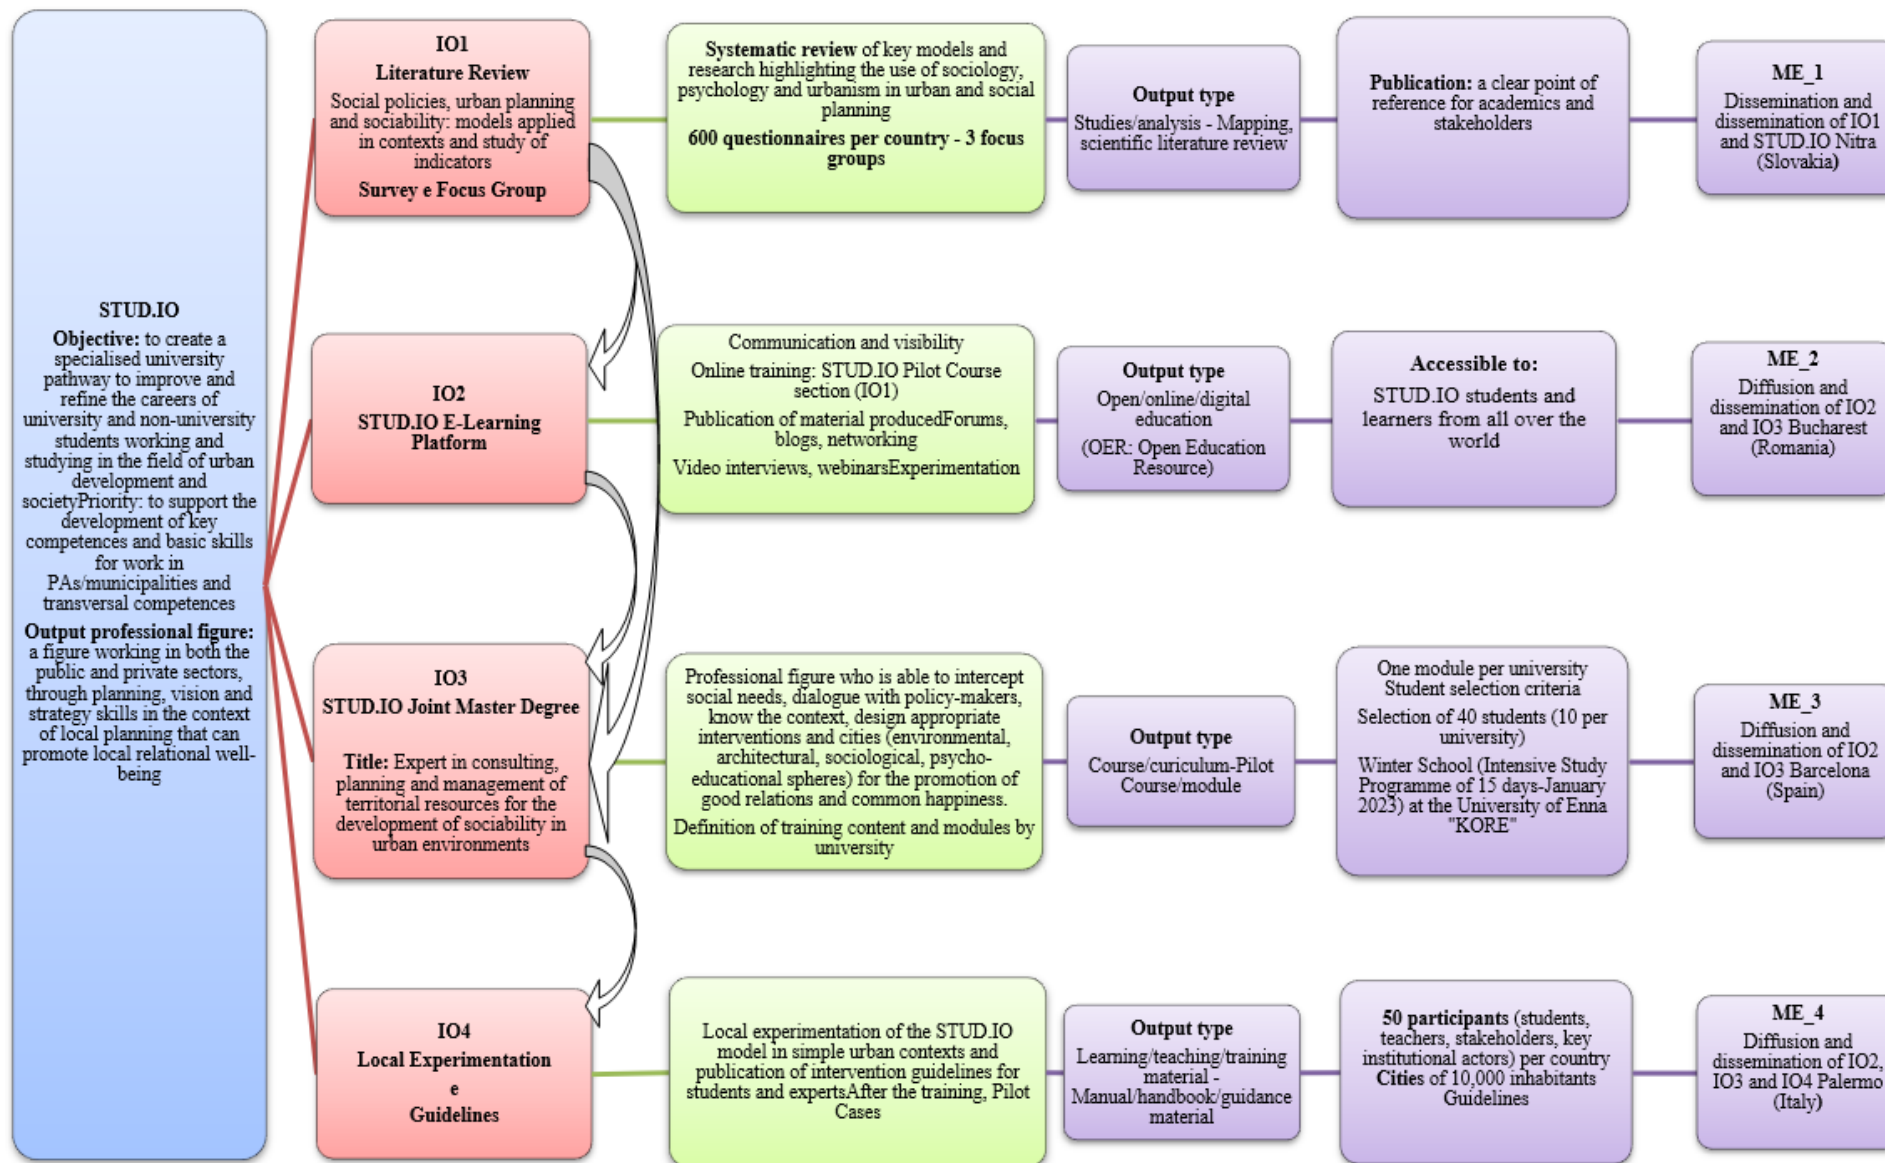 STUD.IO
Objective: to create a
specialised university
pathway to improve and
refine the careers of
university and non-university
students working and
studying in the field of urban
development and
societyPriority: to support the
development of key
competences and basic skills
for work in
PAs/municipalities and
transversal competences
Output professional figure:
a figure working in both the
public and private sectors,
through planning, vision and
strategy skills in the context
of local planning that can
promote local relational well-
being
IO1
Literature Review
Social policies, urban planning
and sociability: models applied
in contexts and study of
indicators
Survey e Focus Group
Systematic review of key models and
research highlighting the use of sociology,
psychology and urbanism in urban and social
planning
600 questionnaires per country - 3 focus
groups
Output type
Studies/analysis - Mapping,
scientific literature review
Publication: a clear point of
reference for academics and
stakeholders
ME_1
Dissemination and
dissemination of IO1
and STUD.IO Nitra
(Slovakia)
IO2
STUD.IO E-Learning
Platform
Communication and visibility
Online training: STUD.IO Pilot Course
section (IO1)
Publication of material producedForums,
blogs, networking
Video interviews, webinarsExperimentation
Output type
Open/online/digital
education
(OER: Open Education
Resource)
Accessible to:
STUD.IO students and
learners from all over the
world
ME_2
Diffusion and
dissemination of IO2
and IO3 Bucharest
(Romania)
IO3
STUD.IO Joint Master Degree
Title: Expert in consulting,
planning and management of
territorial resources for the
development of sociability in
urban environments
Professional figure who is able to intercept
social needs, dialogue with policy-makers,
know the context, design appropriate
interventions and cities (environmental,
architectural, sociological, psycho-
educational spheres) for the promotion of
good relations and common happiness.
Definition of training content and modules by
university
Output type
Course/curiculum-Pilot
Course/module
One module per university
Student selection criteria
Selection of 40 students (10 per
university)
Winter School (Intensive Study
Programme of 15 days-January
2023) at the University of Enna
"KORE"
ME_3
Diffusion and
dissemination of IO2
and IO3 Barcelona
(Spain)
IO4
Local Experimentation
e
Guidelines
Local experimentation of the STUD.IO
model in simple urban contexts and
publication of intervention guidelines for
students and expertsAfter the training, Pilot
Cases
Output type
Learning/teaching/training
material -
Manual/handbook/guidance
material
50 participants (students,
teachers, stakeholders, key
institutional actors) per country
Cities of 10,000 inhabitants
Guidelines
ME_4
Diffusion and
dissemination of IO2,
IO3 and IO4 Palermo
(Italy)